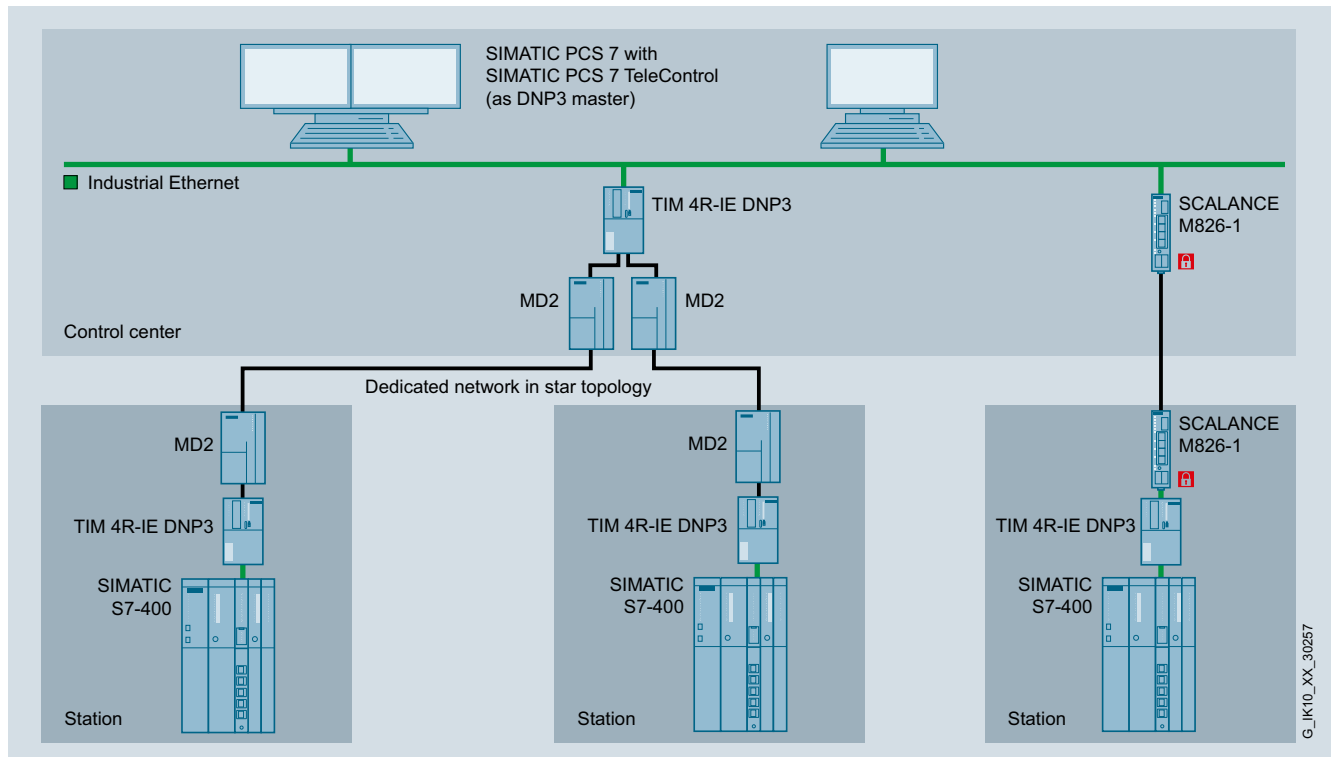 SIMATIC PCS 7 with
SIMATIC PCS 7 TeleControl
(as DNP3 master)
Industrial Ethernet
TIM 4R-IE DNP3
SCALANCE
M826-1
MD2
MD2
Control center
Dedicated network in star topology
MD2
TIM 4R-IE DNP3
SIMATIC
S7-400
Station
MD2
TIM 4R-IE DNP3
SIMATIC
S7-400
Station
SCALANCE
M826-1
TIM 4R-IE DNP3
SIMATIC
S7-400
Station
G_IK10_XX_30257